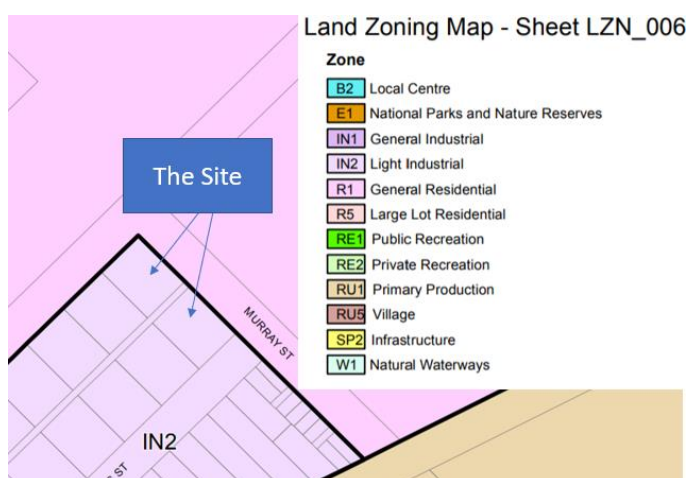 Land Zoning Map - Sheet LZN_006
Zone
B2 Local Centre
E1 National Parks and Nature Reserves
IN1 General Industrial
IN2 Light Industrial
R1 General Residential
R5 Large Lot Residential
RE1 Public Recreation
RE2 Private Recreation
RU1 Primary Production
RU5 Village
SP2 Infrastructure
W1 Natural Waterways
The Site
MURRAY ST
IN2
ST